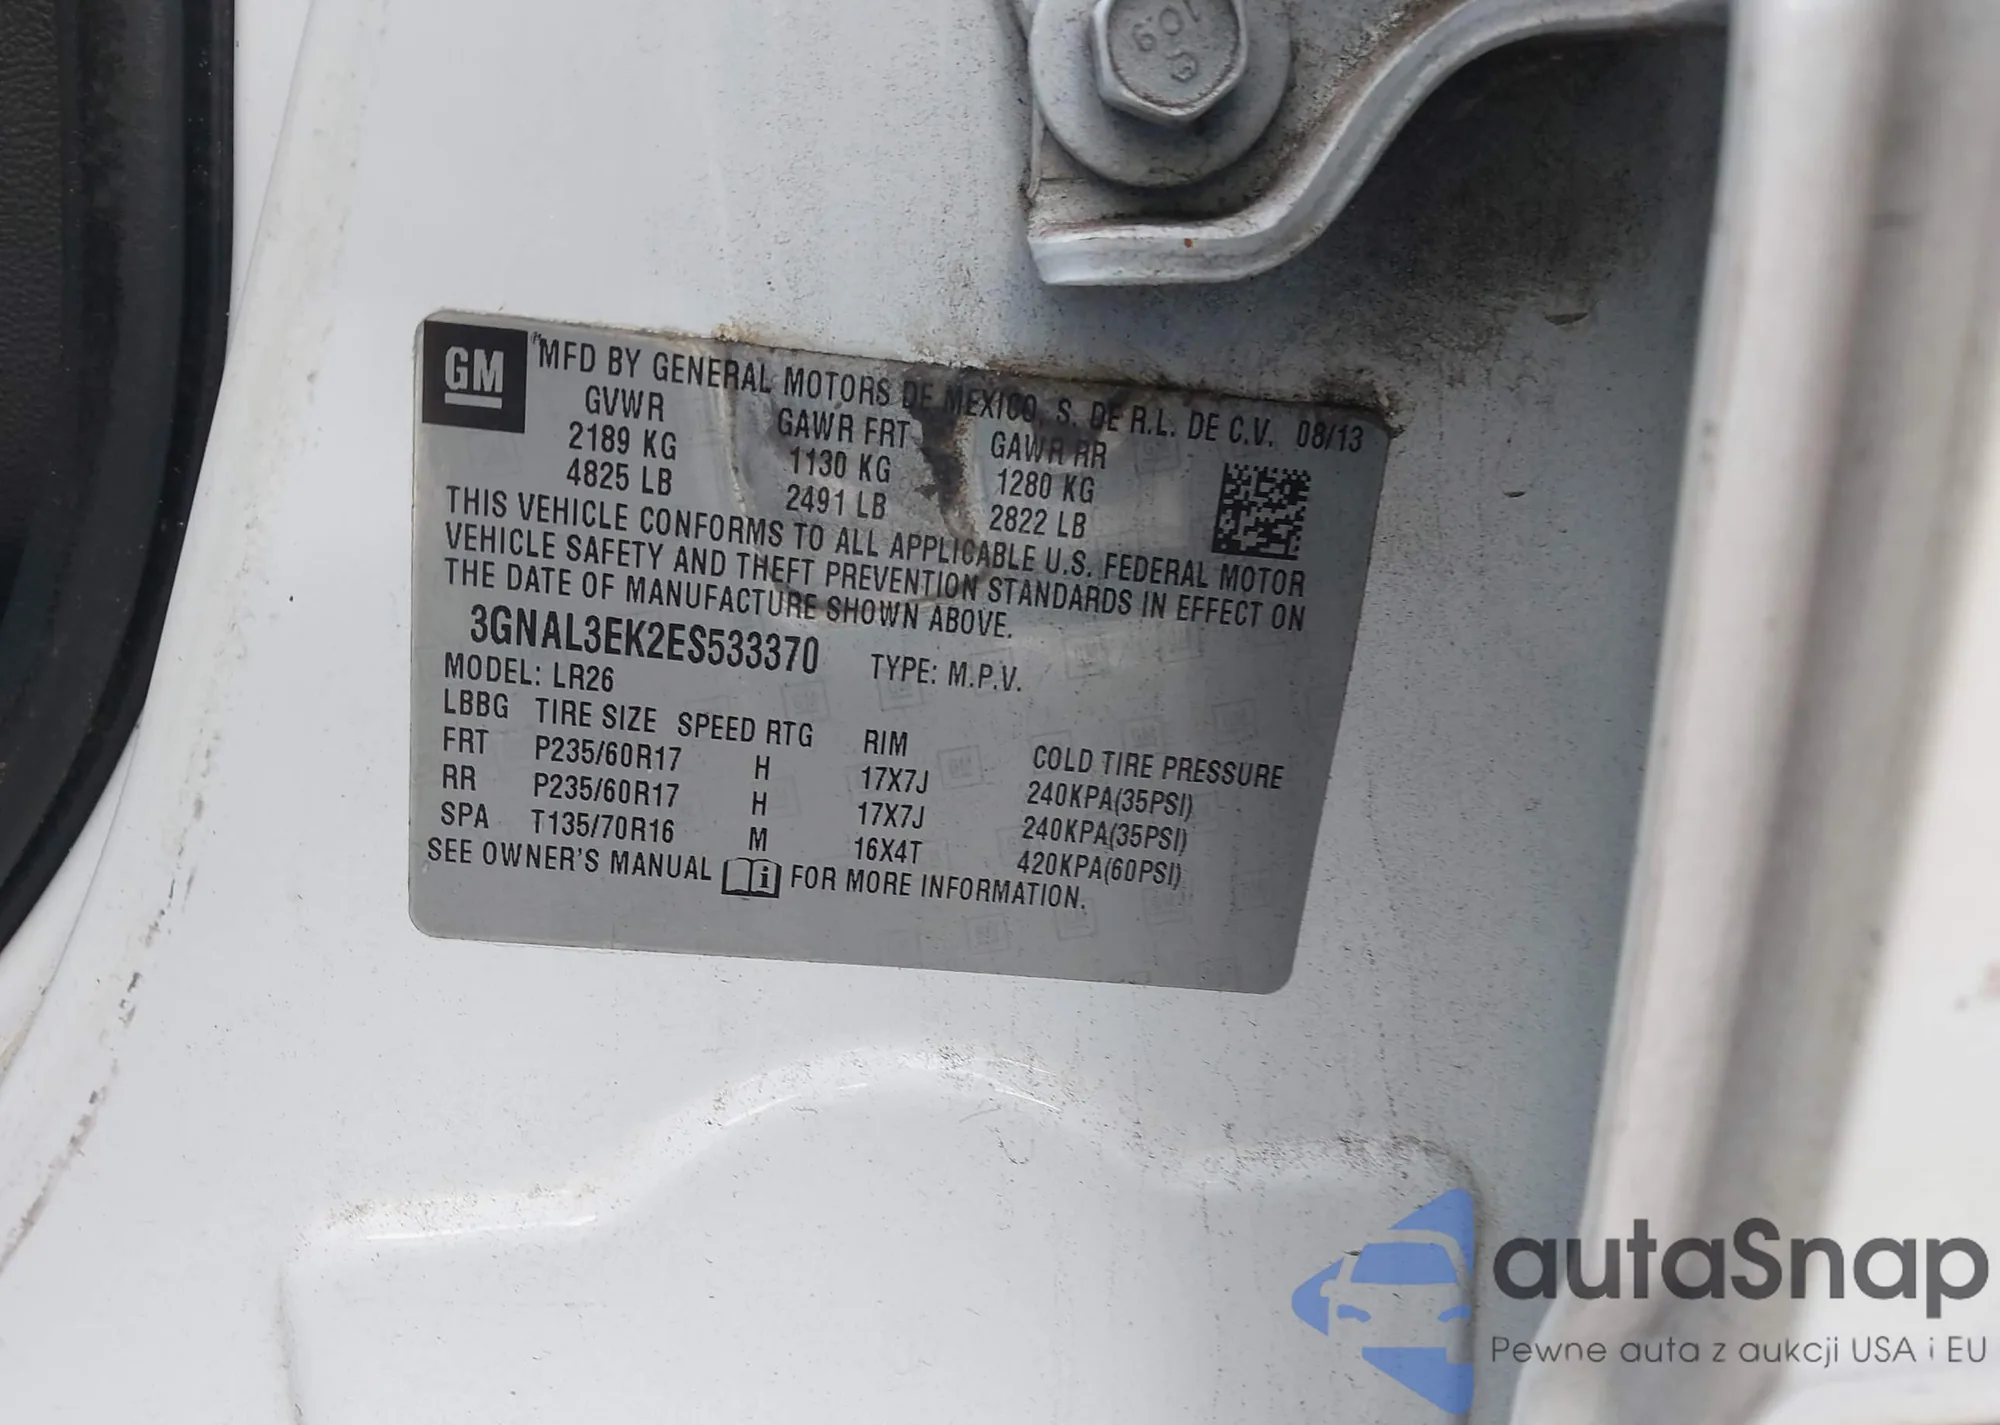 10.9
GM
MFD BY GENERAL MOTORS DE MEXICO, S. DE R.L. DE C.V. 08/13
GVWR GAWR FRT GAWR RR
2189 KG 1130 KG 1280 KG
4825 LB 2491 LB 2822 LB
THIS VEHICLE CONFORMS TO ALL APPLICABLE U.S. FEDERAL MOTOR
VEHICLE SAFETY AND THEFT PREVENTION STANDARDS IN EFFECT ON
THE DATE OF MANUFACTURE SHOWN ABOVE.
3GNAL3EK2ES533370 TYPE: M.P.V.
MODEL: LR26
LBBG TIRE SIZE SPEED RTG RIM COLD TIRE PRESSURE
FRT P235/60R17 H 17X7J 240KPA(35PSI)
RR P235/60R17 H 17X7J 240KPA(35PSI)
SPA T135/70R16 M 16X4T 420KPA(60PSI)
SEE OWNER'S MANUAL i FOR MORE INFORMATION.
autaSnap
Pewne auta z aukcji USA i EU